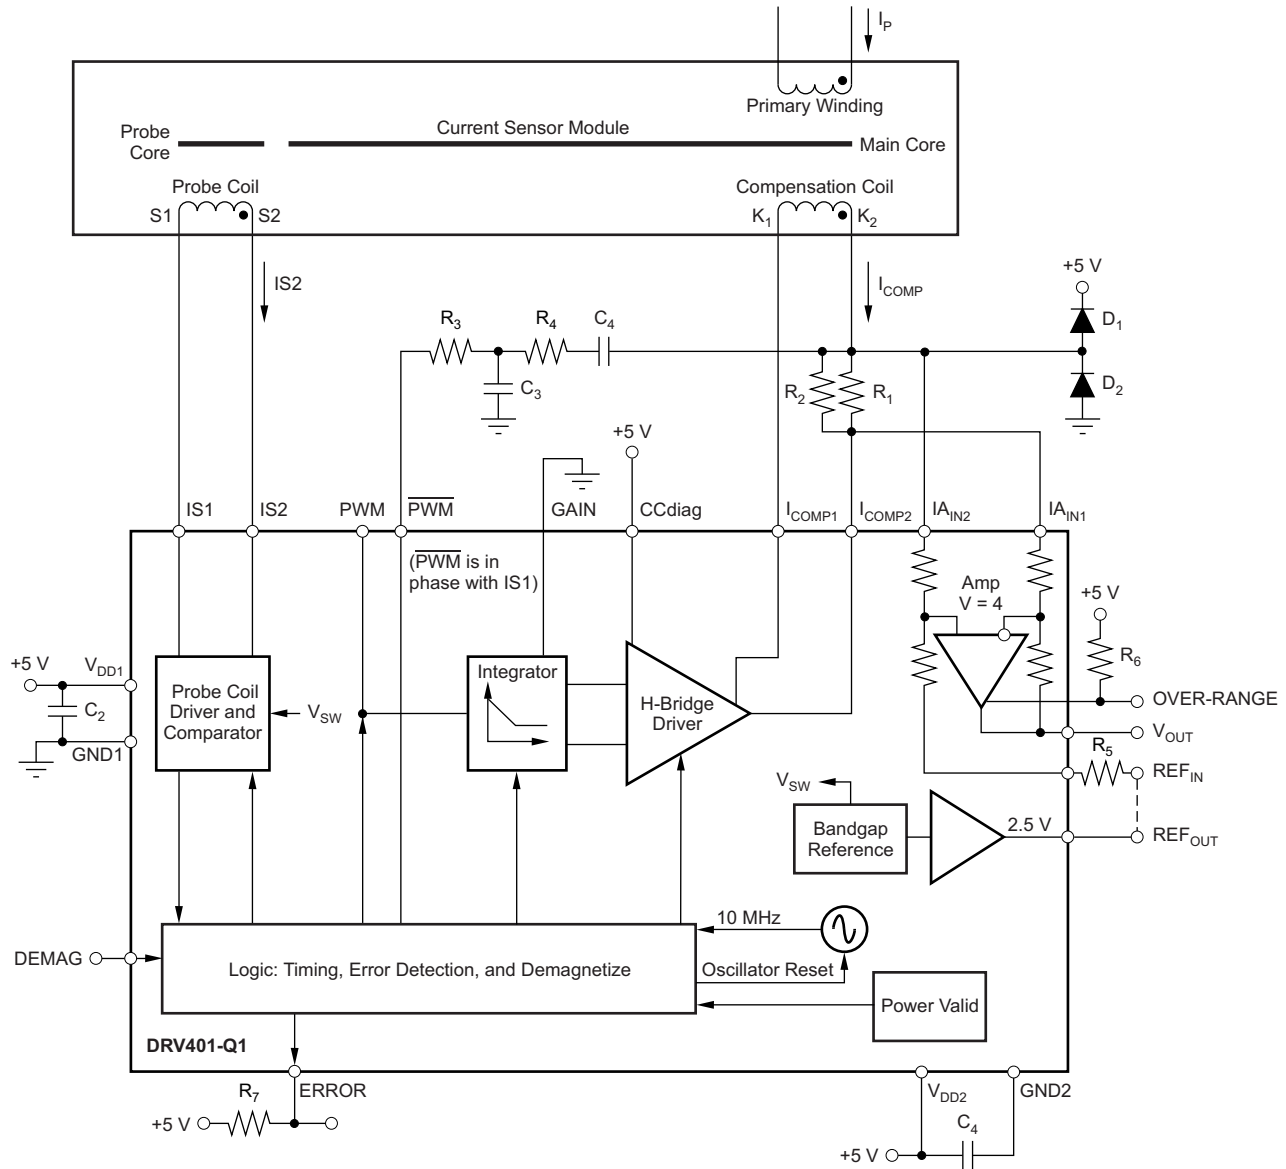 I_P
Primary Winding
Probe
Core
Current Sensor Module
Main Core
Probe Coil
Compensation Coil
S1
S2
K_1
K_2
IS2
I_COMP
+5 V
R_3
R_4
C_4
D_1
C_3
R_2
R_1
D_2
+5 V
IS1
IS2
PWM
P̅W̅M̅
GAIN
CCdiag
I_COMP1
I_COMP2
IA_IN2
IA_IN1
(P̅W̅M̅ is in
phase with IS1)
Amp
V = 4
+5 V
R_6
+5 V
V_DD1
C_2
GND1
Probe Coil
Driver and
Comparator
V_SW
Integrator
H-Bridge
Driver
OVER-RANGE
V_OUT
R_5
REF_IN
V_SW
Bandgap
Reference
2.5 V
REF_OUT
10 MHz
DEMAG
Logic: Timing, Error Detection, and Demagnetize
Oscillator Reset
Power Valid
DRV401-Q1
R_7
ERROR
+5 V
V_DD2
GND2
C_4
+5 V